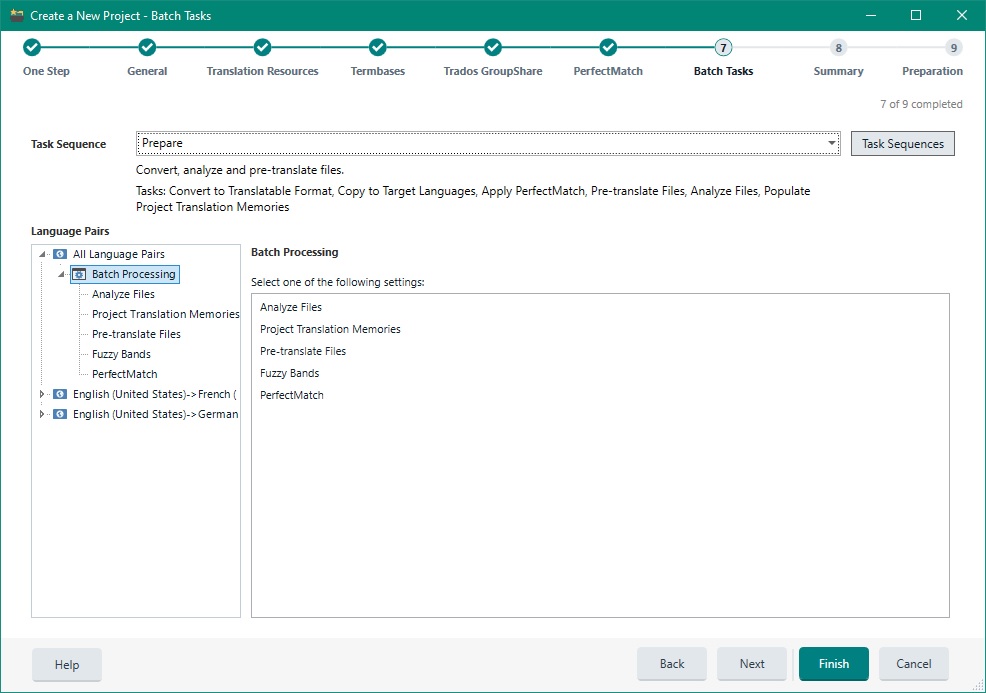 Create a New Project - Batch Tasks
7
8
9
One Step
General
Translation Resources
Termbases
Trados GroupShare
PerfectMatch
Batch Tasks
Summary
Preparation
7 of 9 completed
Task Sequence
Prepare
Task Sequences
Convert, analyze and pre-translate files.
Tasks: Convert to Translatable Format, Copy to Target Languages, Apply PerfectMatch, Pre-translate Files, Analyze Files, Populate
Project Translation Memories
Language Pairs
All Language Pairs
Batch Processing
Analyze Files
Project Translation Memories
Pre-translate Files
Fuzzy Bands
PerfectMatch
English (United States)->French (
English (United States)->German
Batch Processing
Select one of the following settings:
Analyze Files
Project Translation Memories
Pre-translate Files
Fuzzy Bands
PerfectMatch
Help
Back
Next
Finish
Cancel